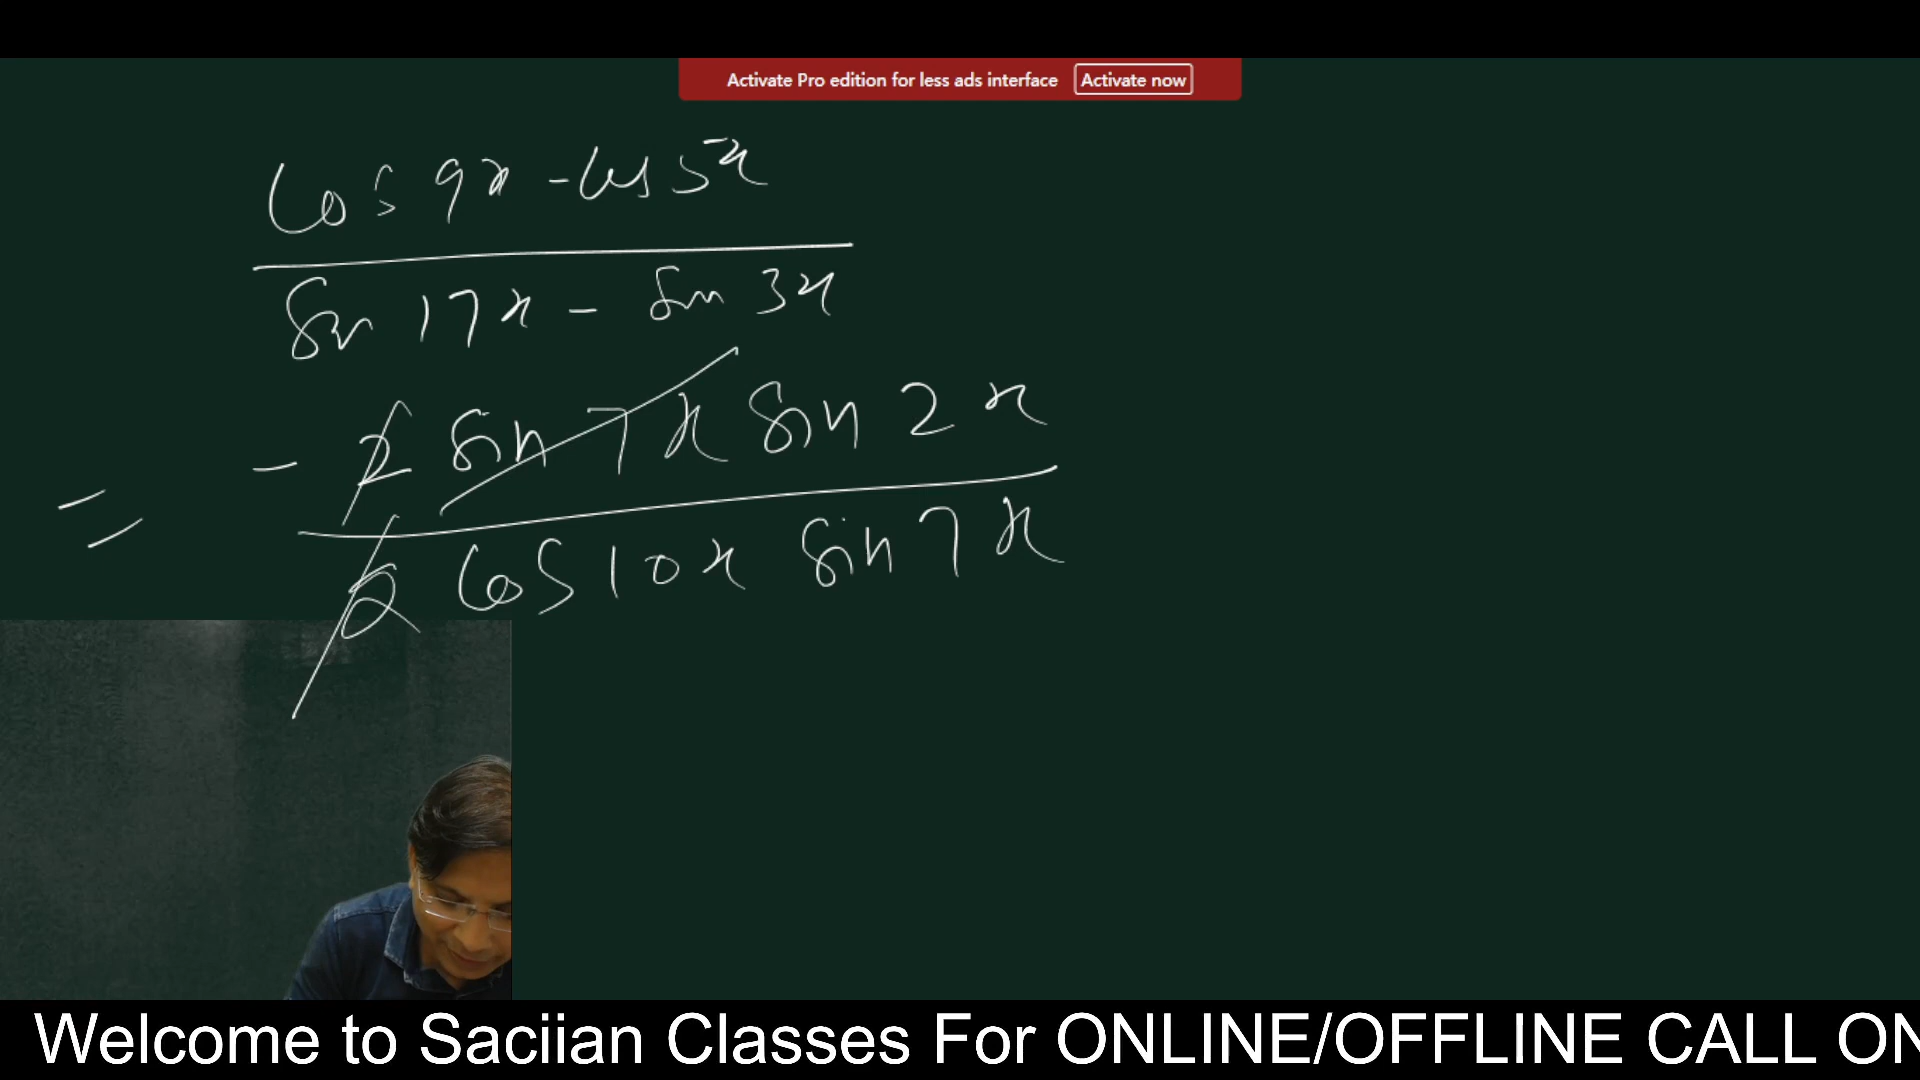 Activate Pro edition for less ads interface Activate now
cos 9x - cos 5x
sin 17x - sin 3x
= - 2 sin 7x sin 2x
2 cos 10x sin 7x
Welcome to Saciian Classes For ONLINE/OFFLINE CALL ON